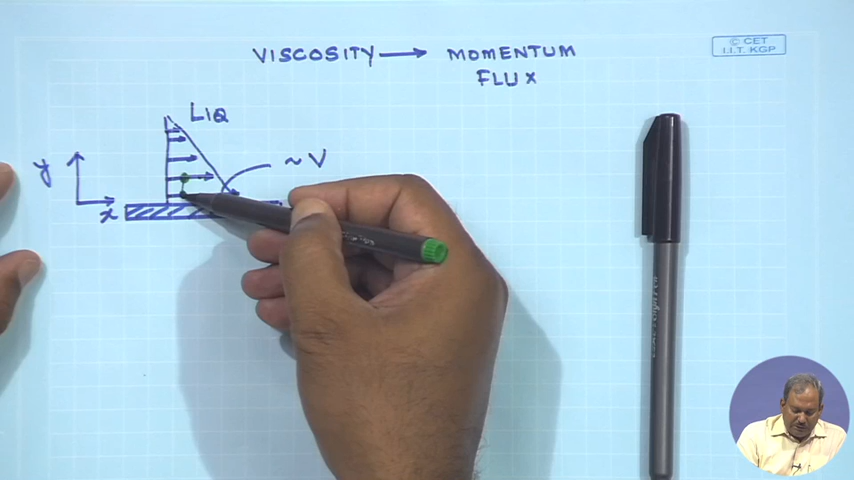 VISCOSITY → MOMENTUM
FLUX
© CET
I.I.T. KGP
LIQ
y
~ V
x